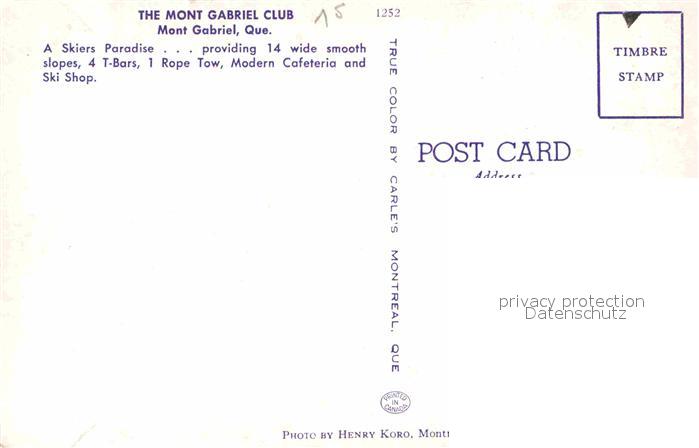 THE MONT GABRIEL CLUB
Mont Gabriel, Que.
A Skiers Paradise . . . providing 14 wide smooth
slopes, 4 T-Bars, 1 Rope Tow, Modern Cafeteria and
Ski Shop.
15
1252
TRUE COLOR BY CARLE'S MONTREAL, QUE
TIMBRE
STAMP
POST CARD
Address
privacy protection
Datenschutz
PRINTED
IN
CANADA
PHOTO BY HENRY KORO, Montr